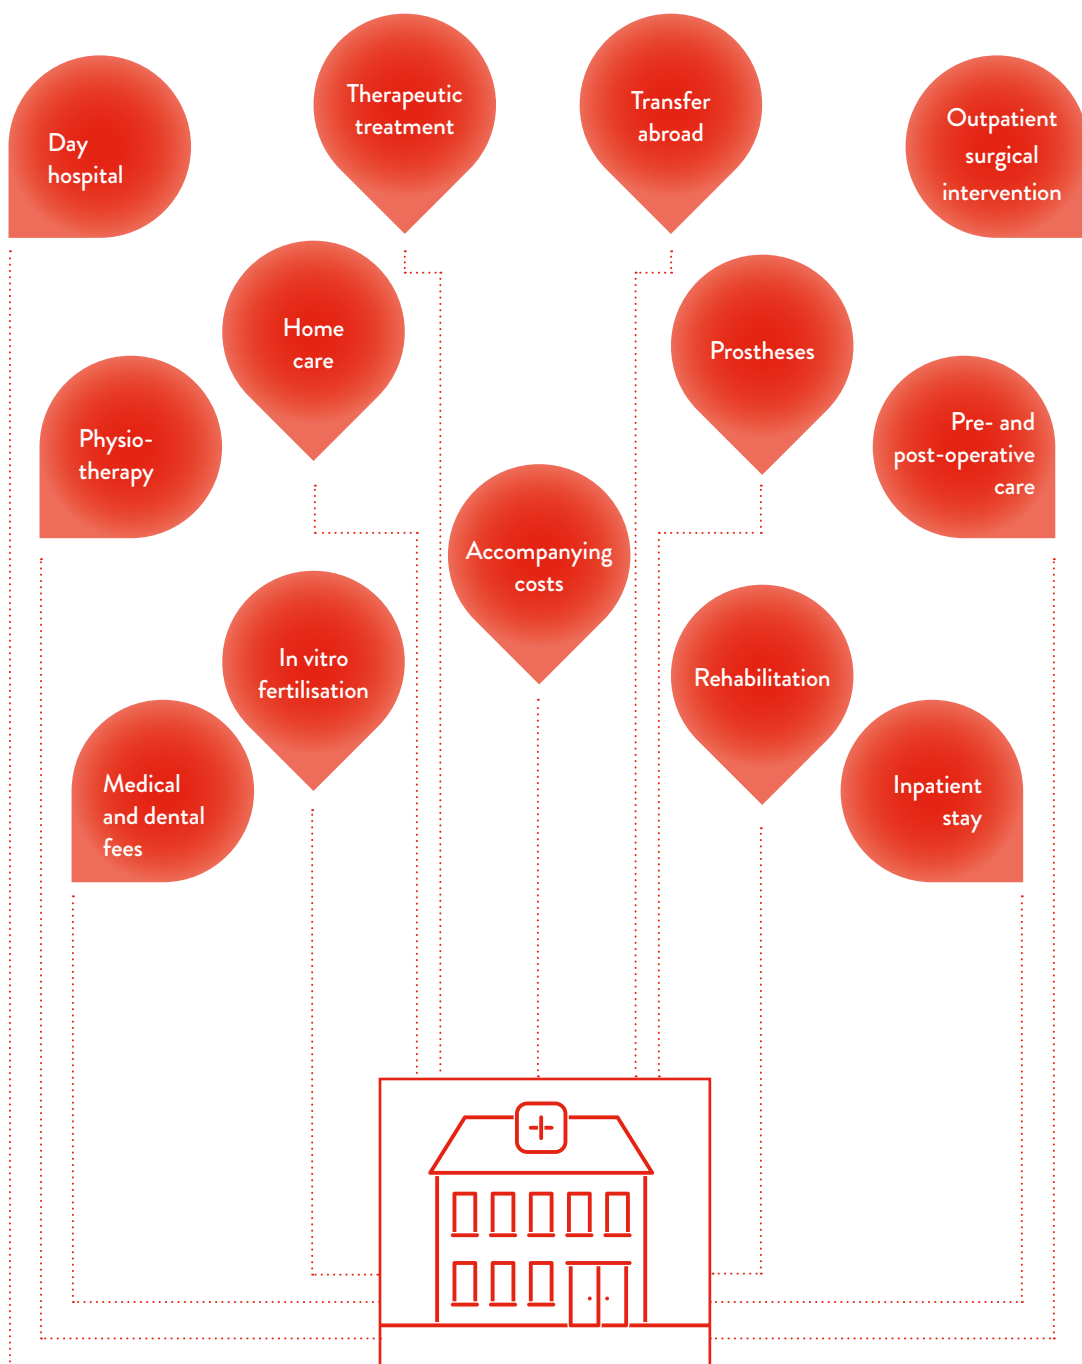 Day
hospital
Therapeutic
treatment
Transfer
abroad
Outpatient
surgical
intervention
Home
care
Prostheses
Physio-
therapy
Pre- and
post-operative
care
Accompanying
costs
In vitro
fertilisation
Rehabilitation
Medical
and dental
fees
Inpatient
stay